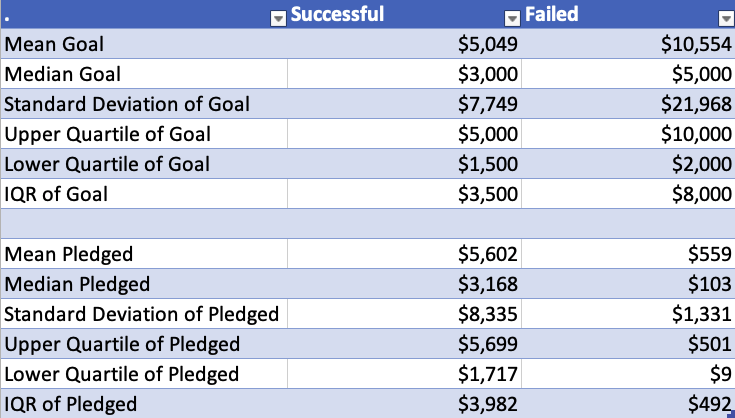 . Successful Failed
Mean Goal $5,049 $10,554
Median Goal $3,000 $5,000
Standard Deviation of Goal $7,749 $21,968
Upper Quartile of Goal $5,000 $10,000
Lower Quartile of Goal $1,500 $2,000
IQR of Goal $3,500 $8,000
Mean Pledged $5,602 $559
Median Pledged $3,168 $103
Standard Deviation of Pledged $8,335 $1,331
Upper Quartile of Pledged $5,699 $501
Lower Quartile of Pledged $1,717 $9
IQR of Pledged $3,982 $492